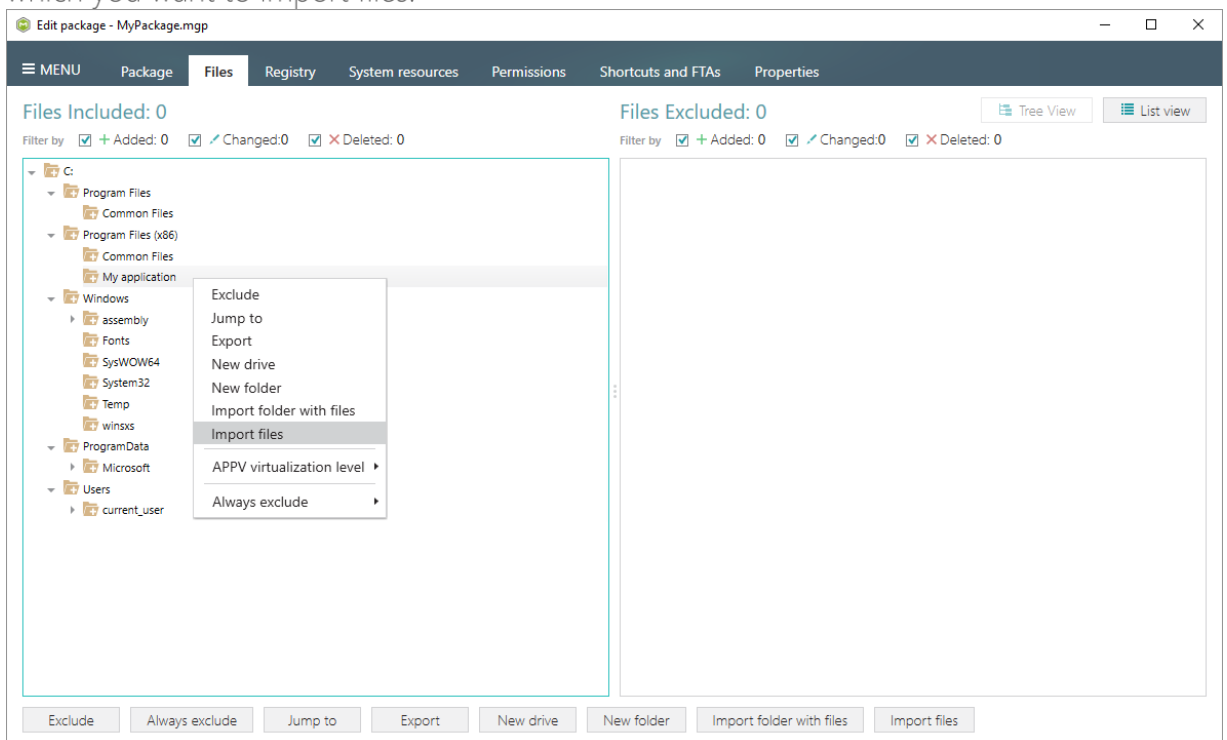 which you want to import files.
Edit package - MyPackage.mgp
MENU Package Files Registry System resources Permissions Shortcuts and FTAs Properties
Files Included: 0 Files Excluded: 0 Tree View List view
Filter by + Added: 0 Changed:0 Deleted: 0 Filter by + Added: 0 Changed:0 Deleted: 0
C:
Program Files
Common Files
Program Files (x86)
Common Files
My application
Windows
assembly
Fonts
SysWOW64
System32
Temp
winsxs
ProgramData
Microsoft
Users
current_user
Exclude
Jump to
Export
New drive
New folder
Import folder with files
Import files
APPV virtualization level
Always exclude
Exclude Always exclude Jump to Export New drive New folder Import folder with files Import files